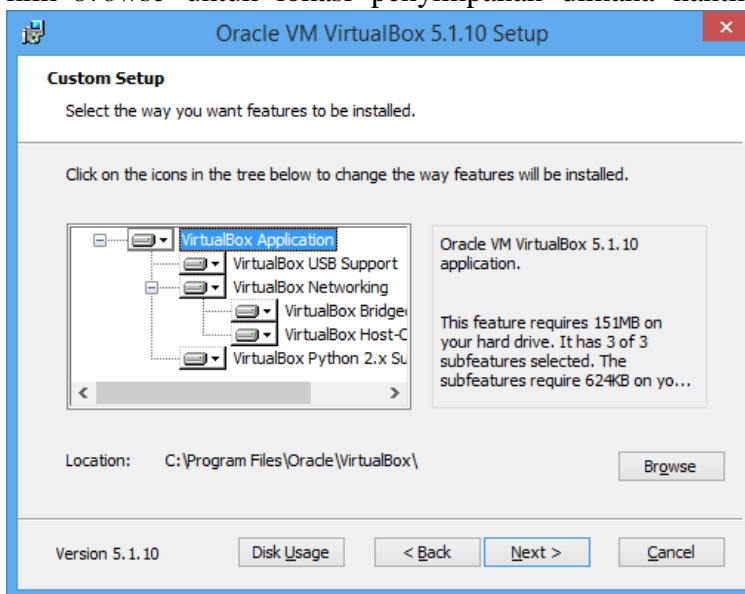 untuk lokasi penyimpanan dimana
Oracle VM VirtualBox 5.1.10 Setup
Custom Setup
Select the way you want features to be installed.
Click on the icons in the tree below to change the way features will be installed.
VirtualBox Application
VirtualBox USB Support
VirtualBox Networking
VirtualBox Bridge
VirtualBox Host-C
VirtualBox Python 2.x Su
Oracle VM VirtualBox 5.1.10
application.
This feature requires 151MB on
your hard drive. It has 3 of 3
subfeatures selected. The
subfeatures require 624KB on yo...
Location: C:\Program Files\Oracle\VirtualBox\
Browse
Version 5.1.10
Disk Usage
< Back
Next >
Cancel